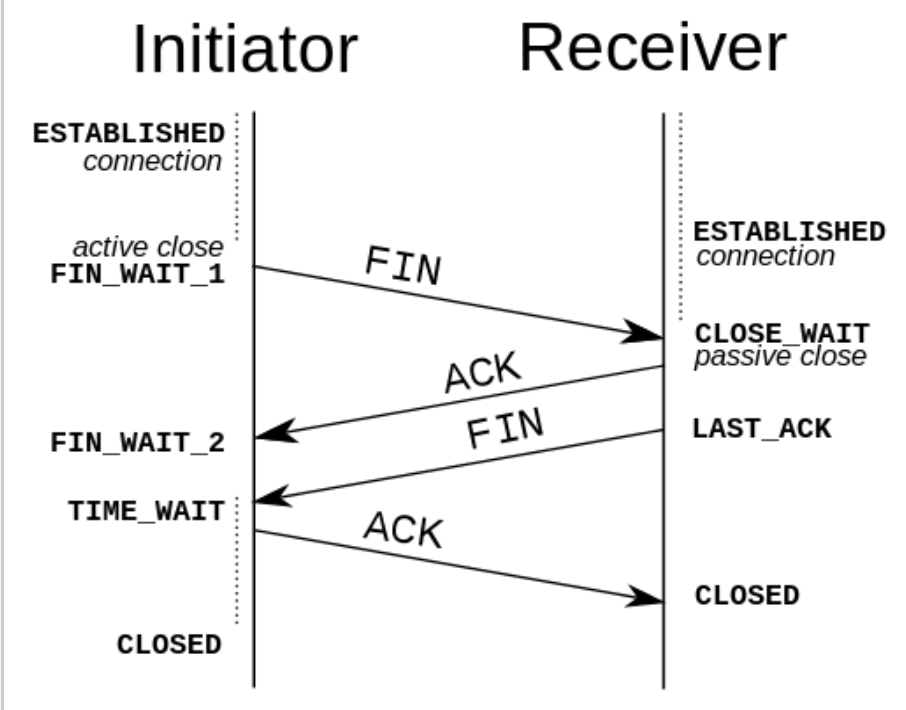 Initiator
Receiver
ESTABLISHED
connection
ESTABLISHED
connection
active close
FIN_WAIT_1
FIN
CLOSE_WAIT
passive close
ACK
FIN
LAST_ACK
FIN_WAIT_2
TIME_WAIT
ACK
CLOSED
CLOSED